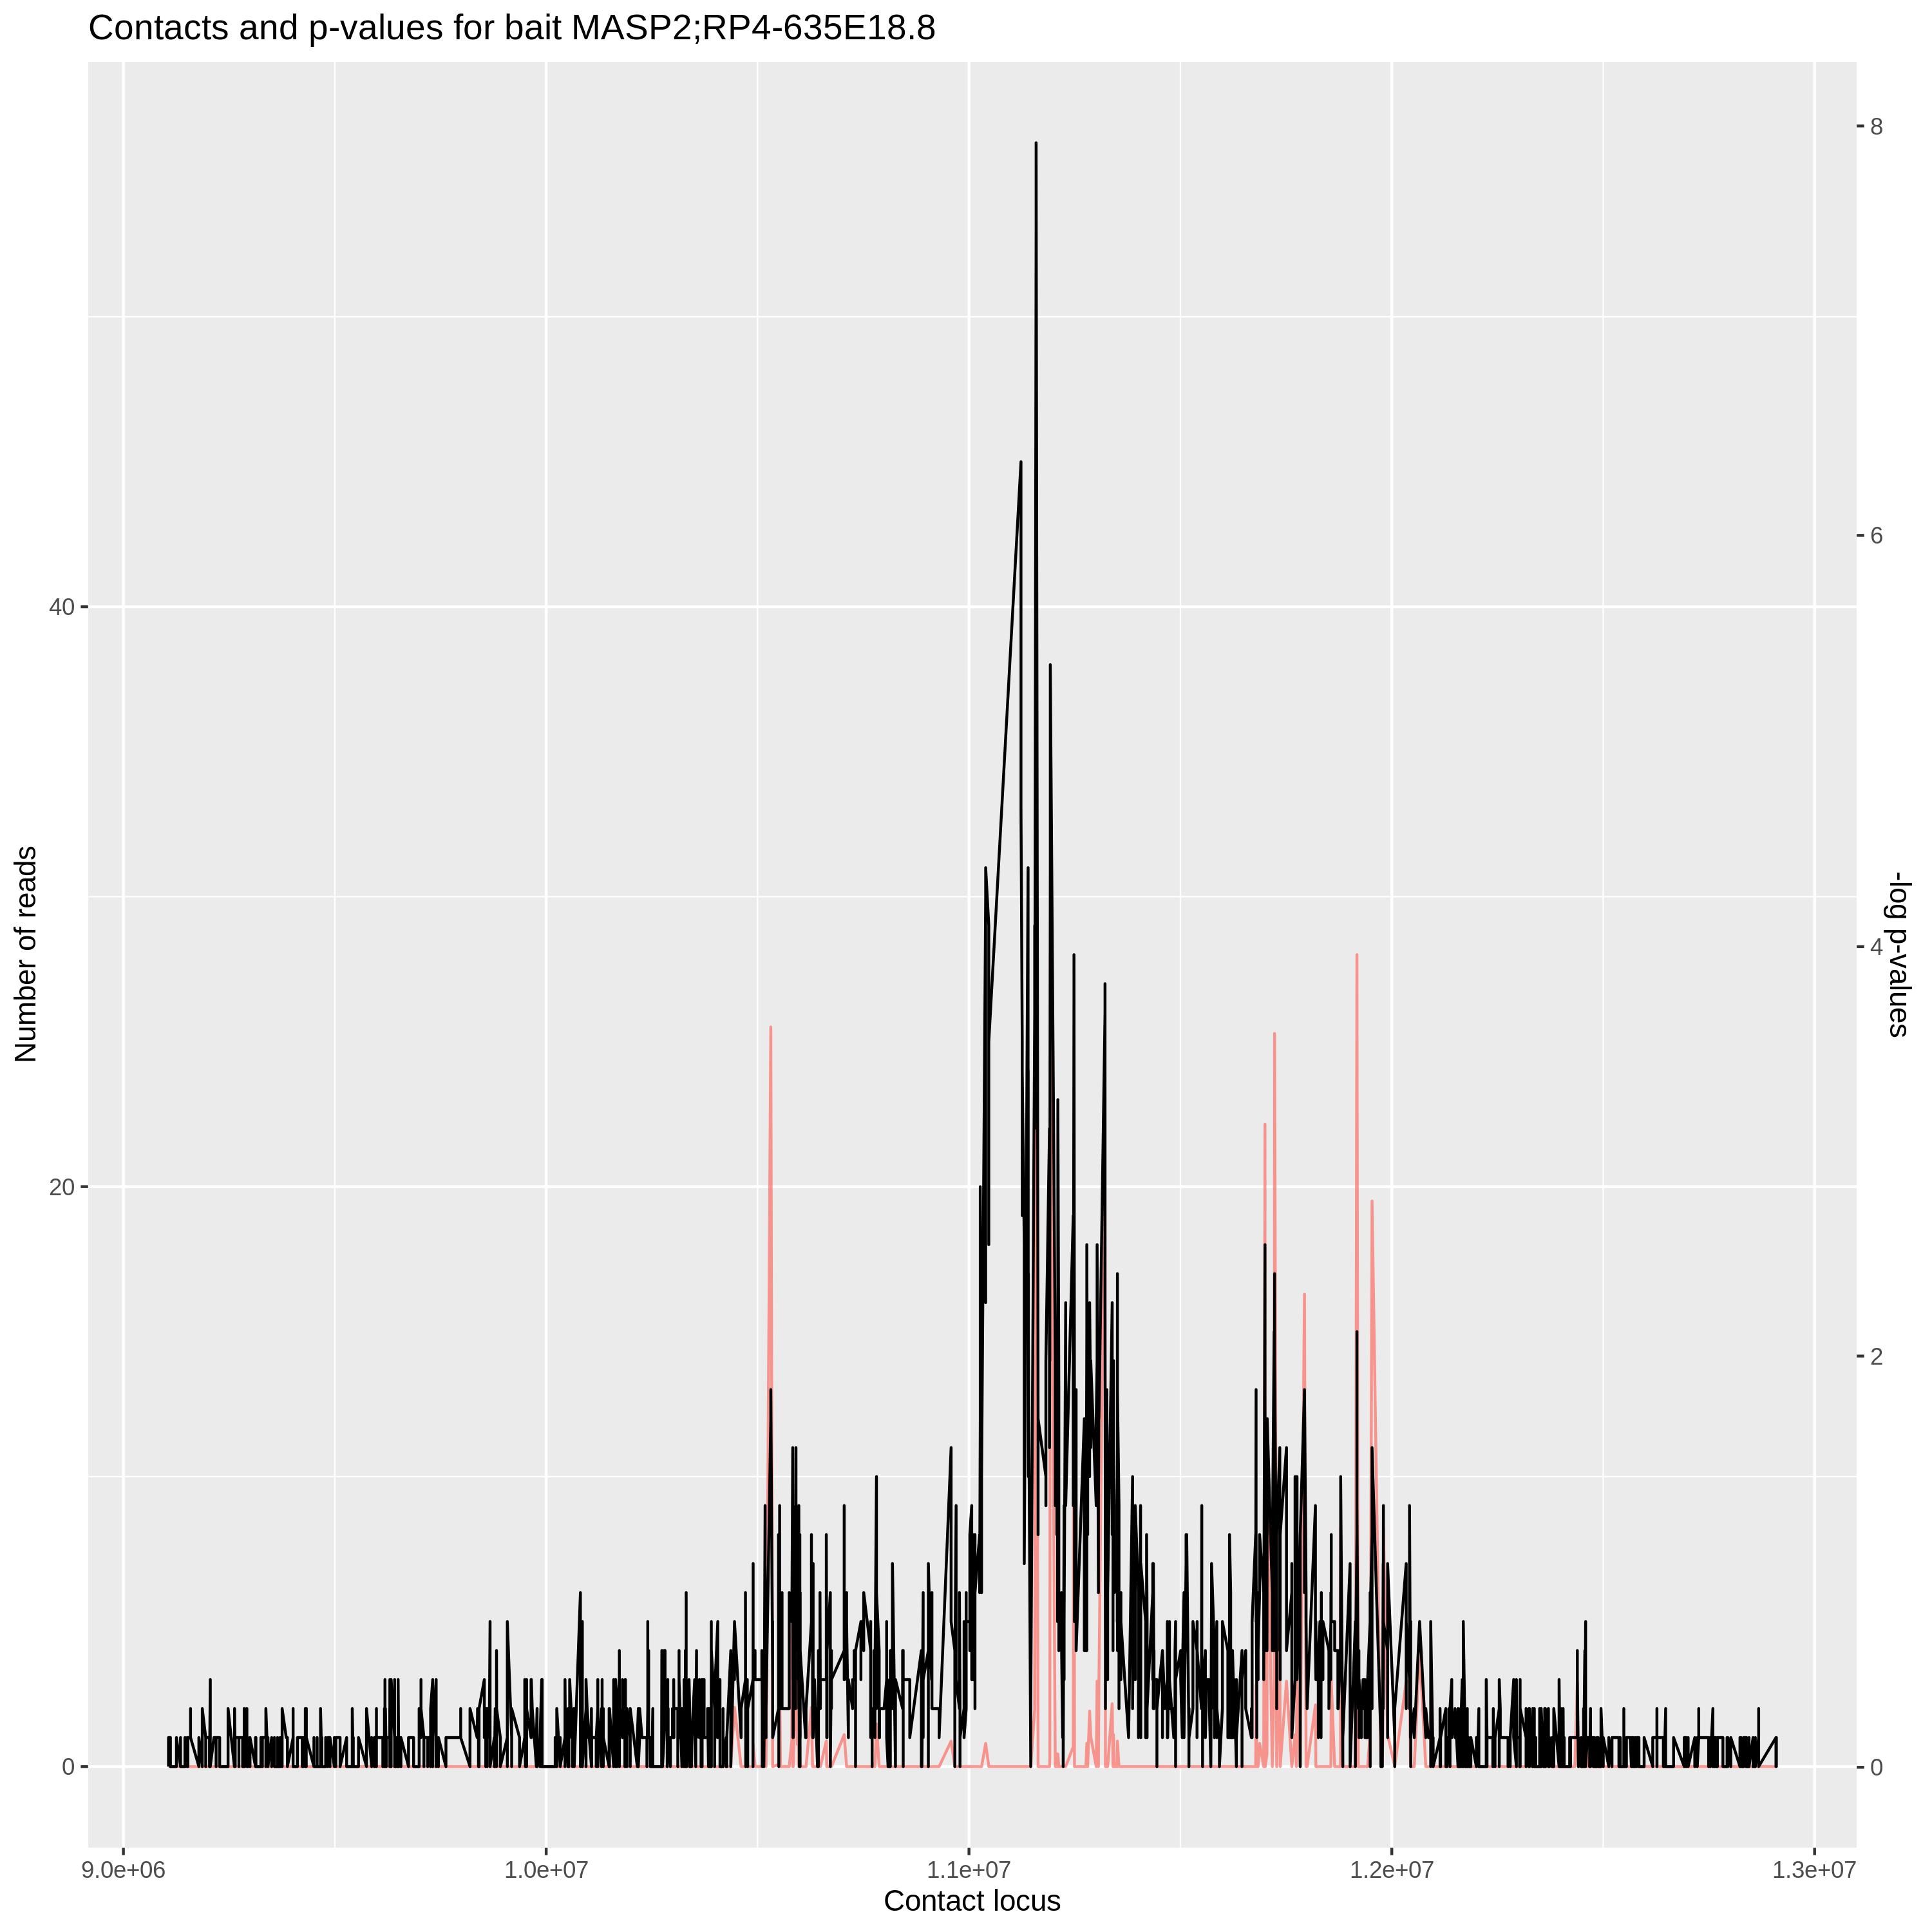 Contacts and p-values for bait MASP2;RP4-635E18.8
8
6
40
Number of reads
-log p-values
4
20
2
0
0
9.0e+06
1.0e+07
1.1e+07
1.2e+07
1.3e+07
Contact locus